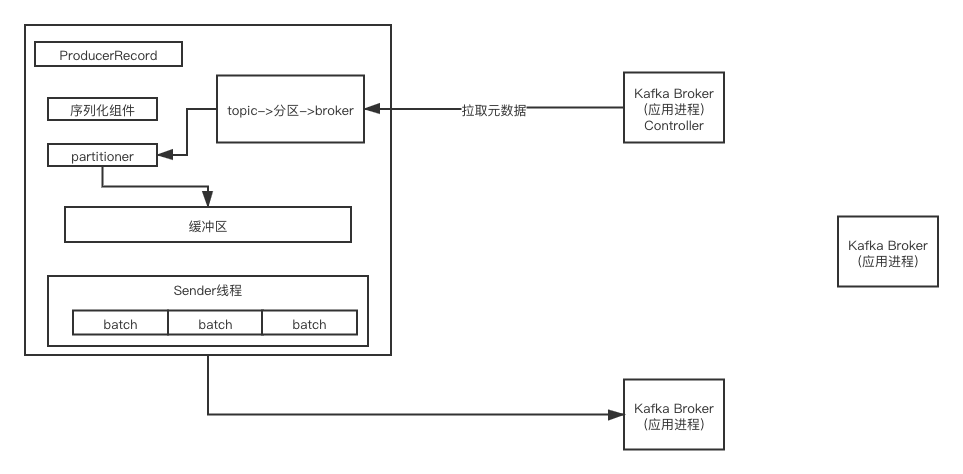 ProducerRecord
序列化组件
topic->分区->broker
partitioner
缓冲区
Sender线程
batch
batch
batch
拉取元数据
Kafka Broker
(应用进程)
Controller
Kafka Broker
(应用进程)
Kafka Broker
(应用进程)